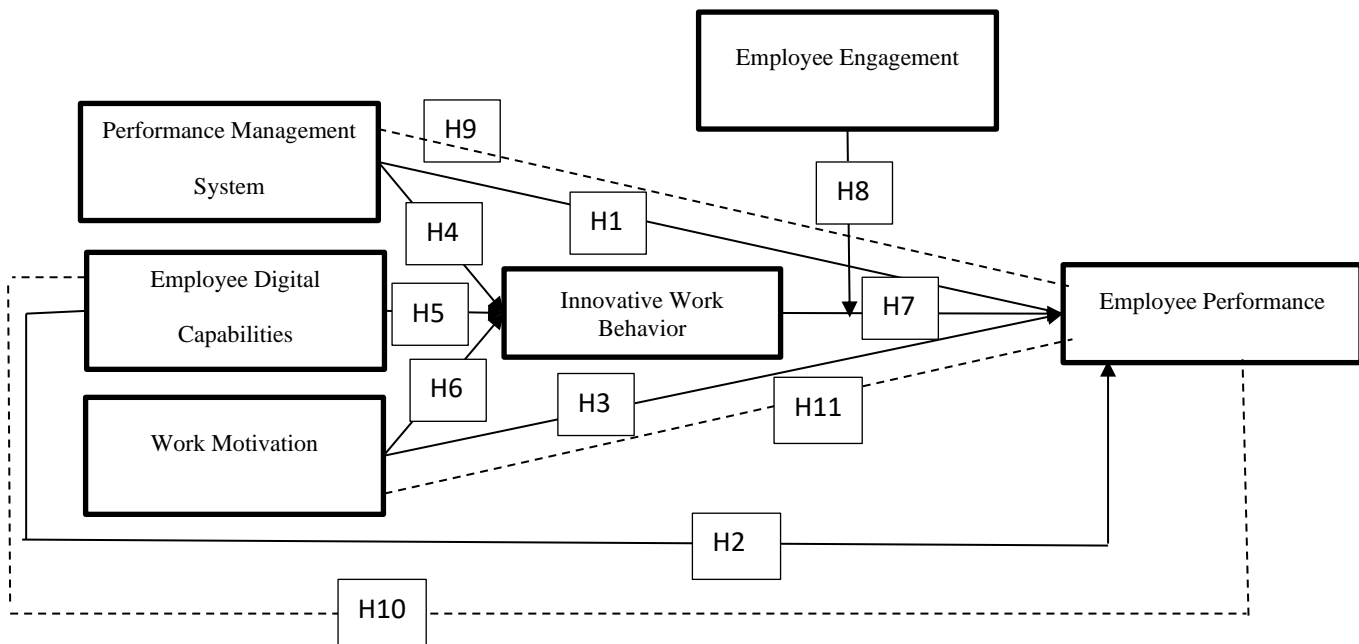 Employee Engagement
Performance Management
System
H9
H8
H1
H4
Employee Digital
Capabilities
H5
Innovative Work
Behavior
H7
Employee Performance
H6
H3
H11
Work Motivation
H2
H10